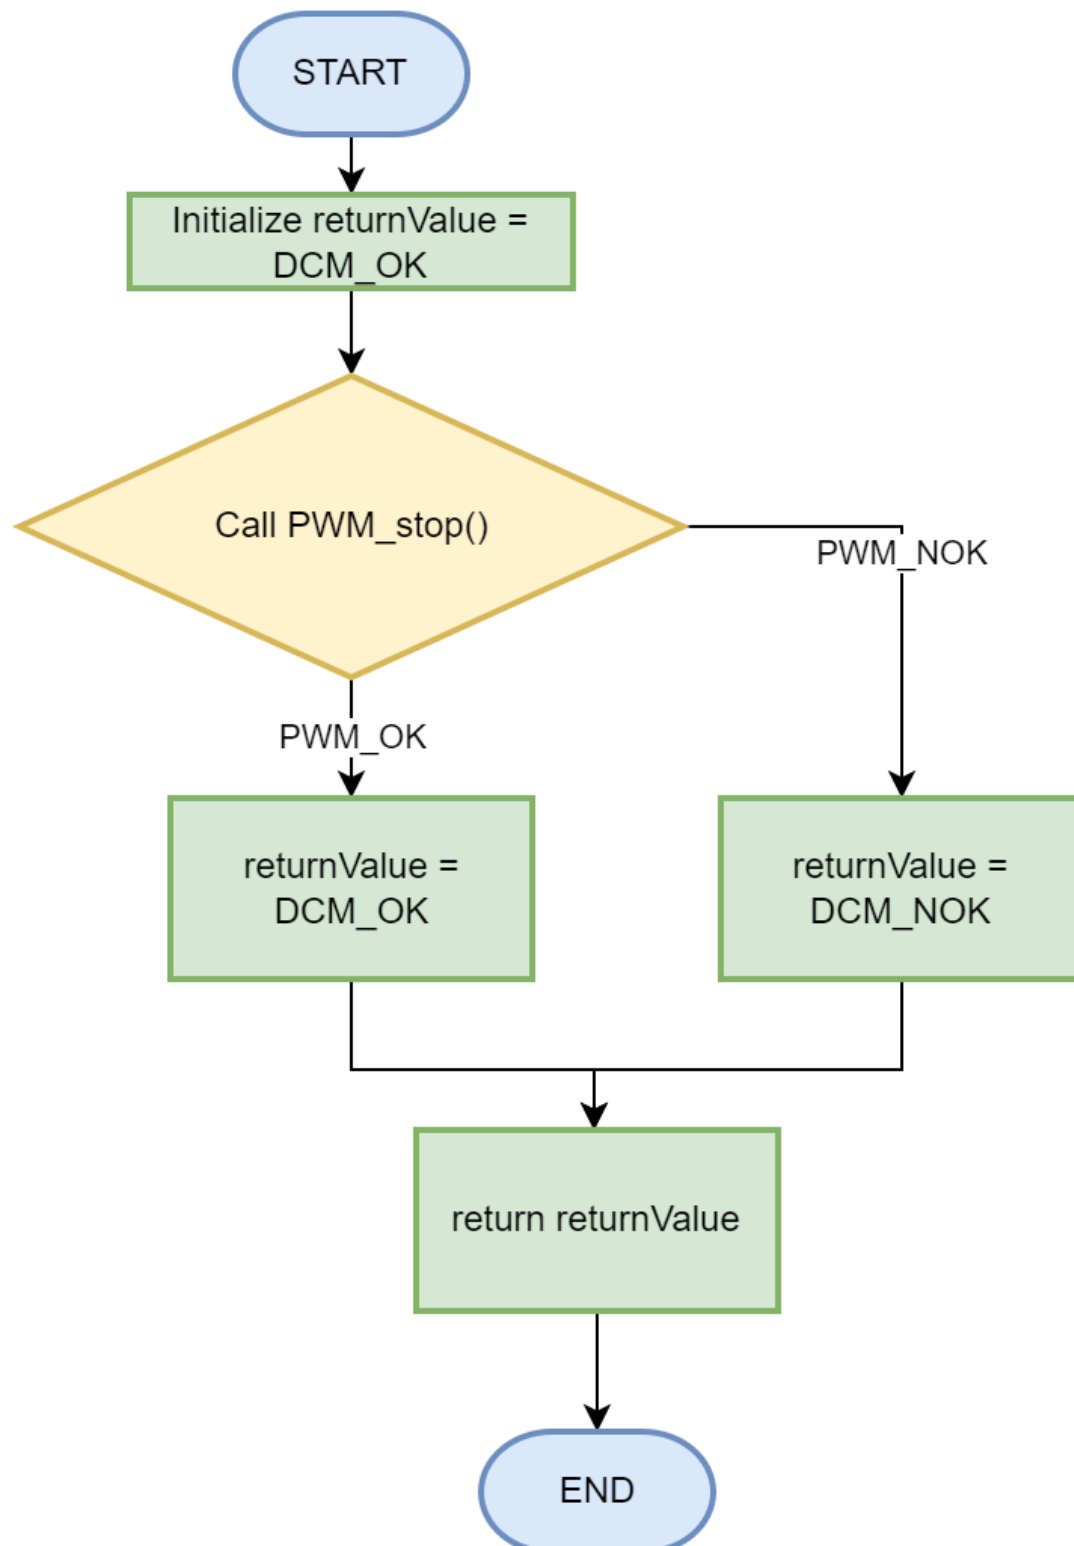 START
Initialize returnValue =
DCM_OK
Call PWM_stop()
PWM_NOK
PWM_OK
returnValue =
DCM_OK
returnValue =
DCM_NOK
return returnValue
END